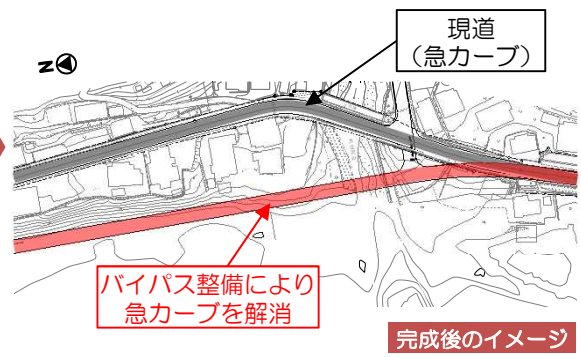 現道
(急カーブ)
N
バイパス整備により
急カーブを解消
完成後のイメージ